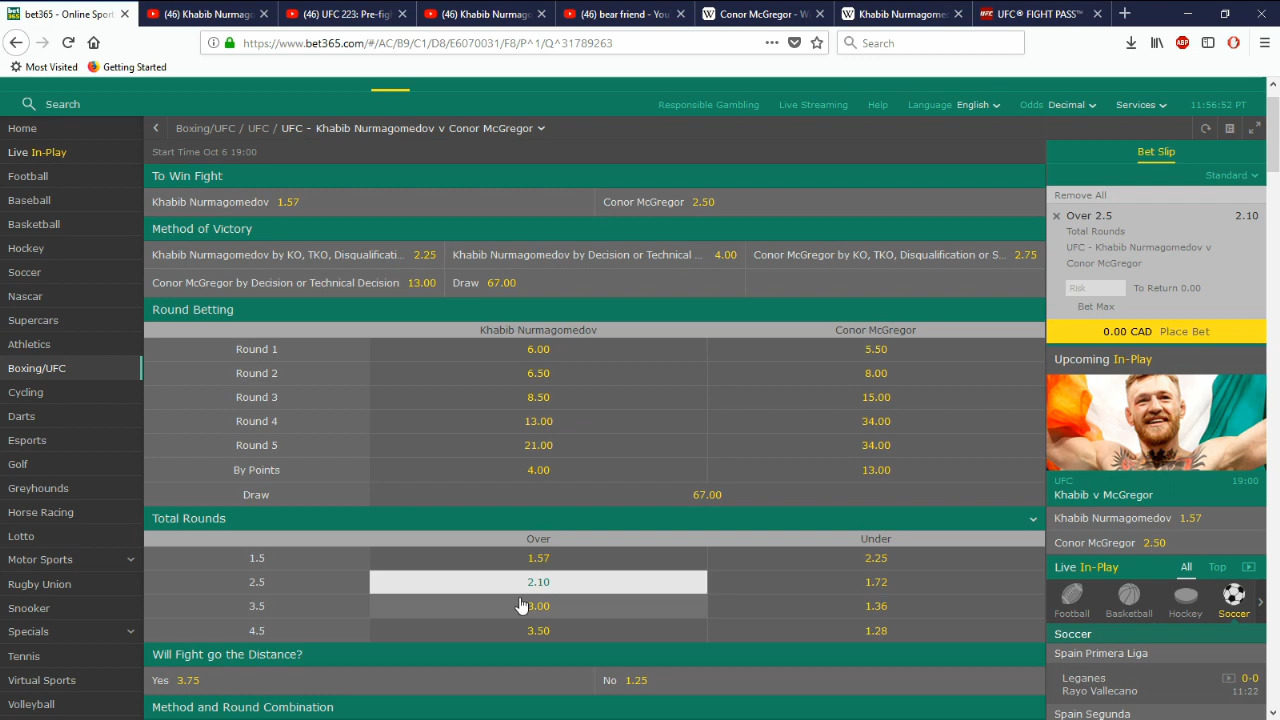 bet365 - Online Sport
(46) Khabib Nurmag
(46) UFC 223: Pre-figh
(46) Khabib Nurmag
(46) bear friend - You
Conor McGregor - W
Khabib Nurmagomed
UFC® FIGHT PASS™
https://www.bet365.com/#/AC/B9/C1/D8/E6070031/F8/P^1/Q^31789263
Search
Most Visited
Getting Started
Search
Responsible Gambling
Live Streaming
Help
Language English
Odds Decimal
Services
11:56:52 PT
Home
Live In-Play
Football
Baseball
Basketball
Hockey
Soccer
Nascar
Supercars
Athletics
Boxing/UFC
Cycling
Darts
Esports
Golf
Greyhounds
Horse Racing
Lotto
Motor Sports
Rugby Union
Snooker
Specials
Tennis
Virtual Sports
Volleyball
Boxing/UFC / UFC / UFC - Khabib Nurmagomedov v Conor McGregor
Start Time Oct 6 19:00
To Win Fight
Khabib Nurmagomedov 1.57
Conor McGregor 2.50
Method of Victory
Khabib Nurmagomedov by KO, TKO, Disqualificati... 2.25
Khabib Nurmagomedov by Decision or Technical ... 4.00
Conor McGregor by KO, TKO, Disqualification or S... 2.75
Conor McGregor by Decision or Technical Decision 13.00
Draw 67.00
Round Betting
Khabib Nurmagomedov Conor McGregor
Round 1 6.00 5.50
Round 2 6.50 8.00
Round 3 8.50 15.00
Round 4 13.00 34.00
Round 5 21.00 34.00
By Points 4.00 13.00
Draw 67.00
Total Rounds
Over Under
1.5 1.57 2.25
2.5 2.10 1.72
3.5 3.00 1.36
4.5 3.50 1.28
Will Fight go the Distance?
Yes 3.75
No 1.25
Method and Round Combination
Bet Slip
Standard
Remove All
Over 2.5 2.10
Total Rounds
UFC - Khabib Nurmagomedov v
Conor McGregor
Risk To Return 0.00
Bet Max
0.00 CAD Place Bet
Upcoming In-Play
UFC 19:00
Khabib v McGregor
Khabib Nurmagomedov 1.57
Conor McGregor 2.50
Live In-Play All Top
Football Basketball Hockey Soccer
Soccer
Spain Primera Liga
Leganes 0-0
Rayo Vallecano 11:22
Spain Segunda